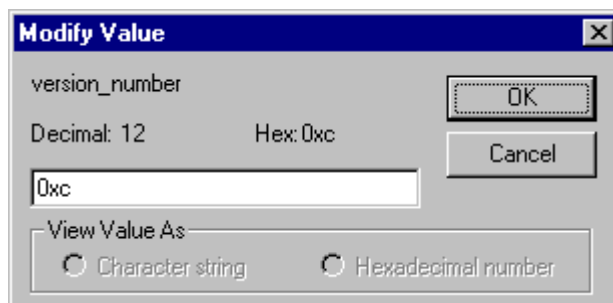 Modify Value
version_number
OK
Decimal: 12 Hex: 0xc
Cancel
0xc
View Value As
Character string Hexadecimal number